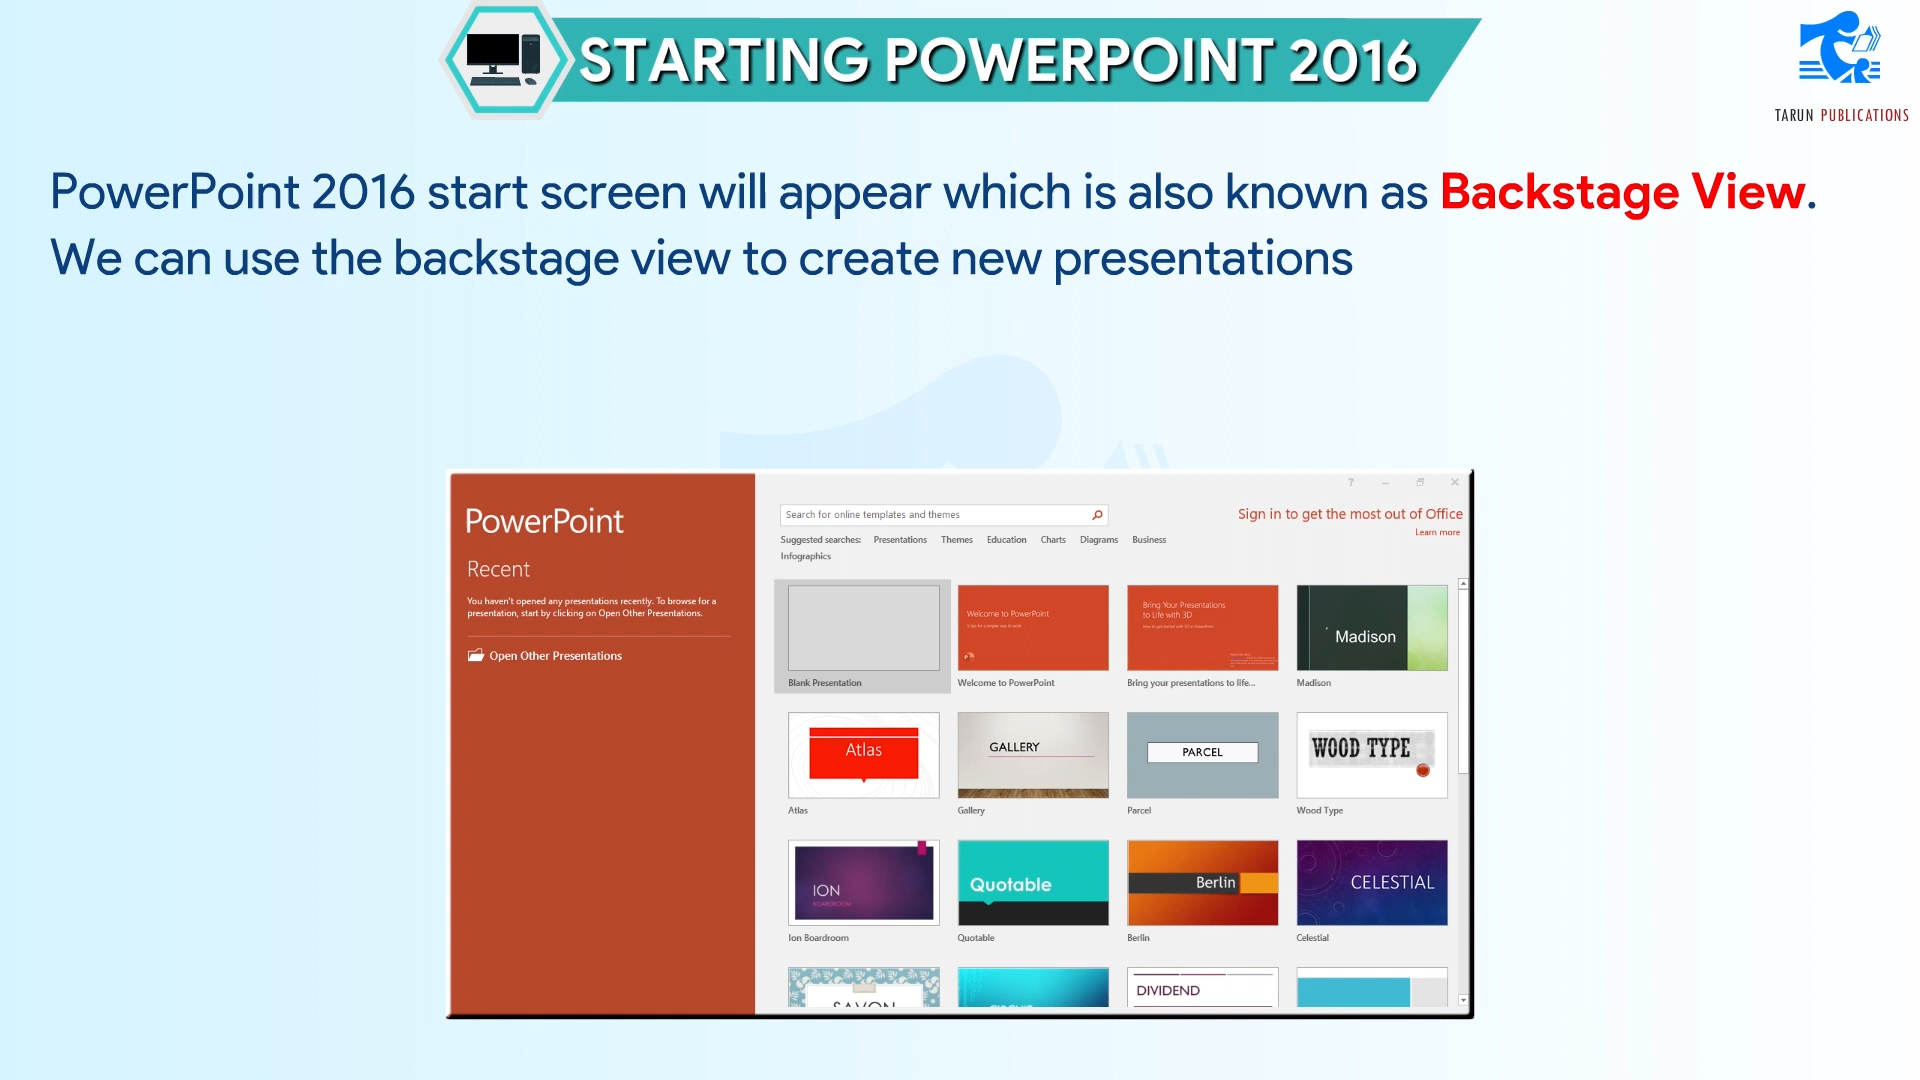 STARTING POWERPOINT 2016
TARUN PUBLICATIONS
PowerPoint 2016 start screen will appear which is also known as Backstage View.
We can use the backstage view to create new presentations
PowerPoint
Recent
You haven't opened any presentations recently. To browse for a
presentation, start by clicking on Open Other Presentations.
Open Other Presentations
Search for online templates and themes
Sign in to get the most out of Office
Learn more
Suggested searches: Presentations Themes Education Charts Diagrams Business
Infographics
Welcome to PowerPoint
Bring Your Presentations
to Life with 3D
Madison
Blank Presentation
Welcome to PowerPoint
Bring your presentations to life...
Madison
Atlas
GALLERY
PARCEL
WOOD TYPE
Atlas
Gallery
Parcel
Wood Type
ION
BOARDROOM
Quotable
Berlin
CELESTIAL
Ion Boardroom
Quotable
Berlin
Celestial
SAVON
DIVIDEND